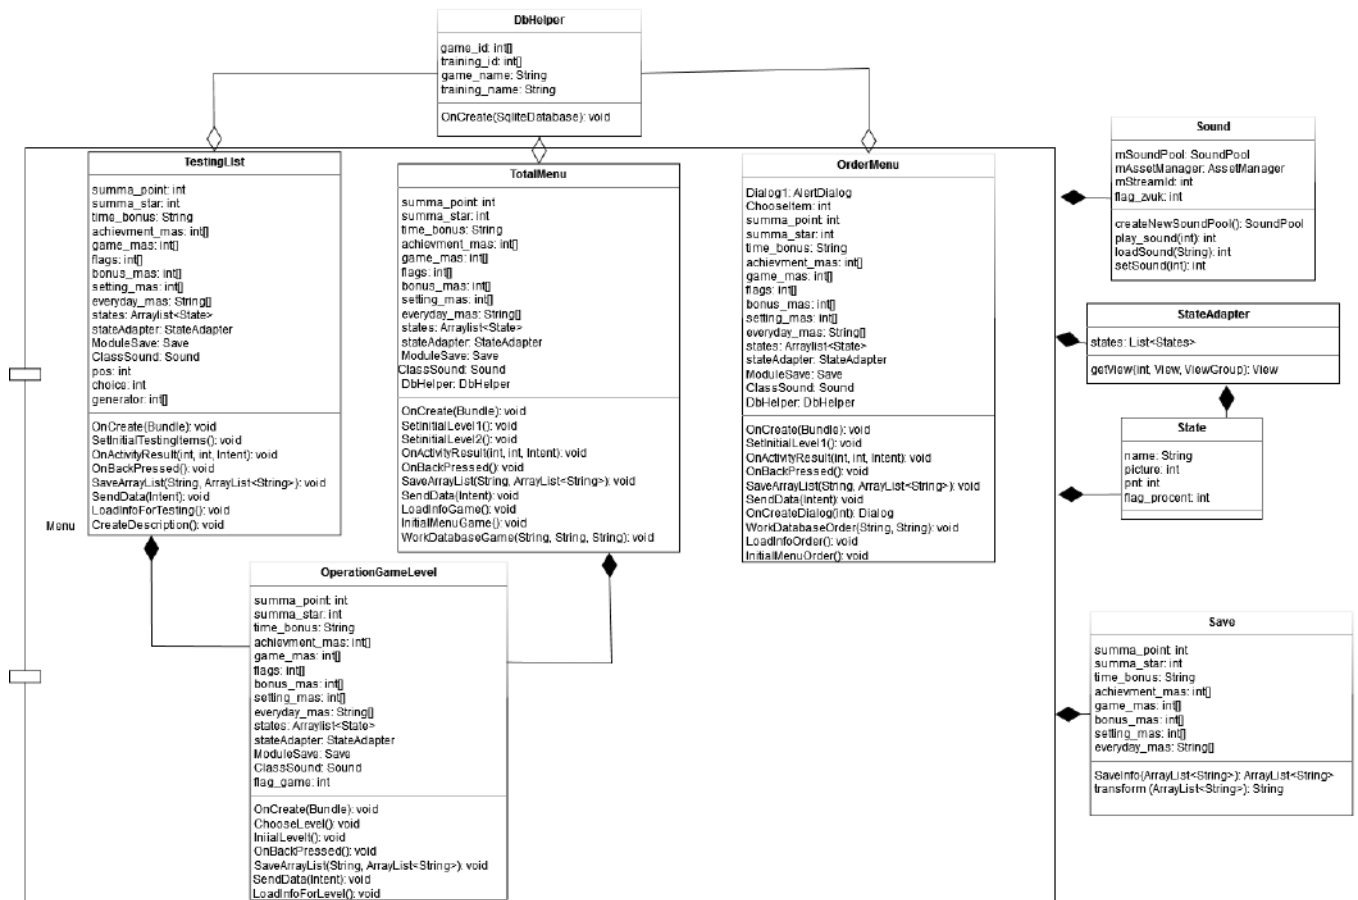 DbHelper
game_id: int[]
training_id: int[]
game_name: String
training_name: String
OnCreate(SqliteDatabase): void
TestingList
summa_point: int
summa_star: int
time_bonus: String
achievment_mas: int[]
game_mas: int[]
flags: int[]
bonus_mas: int[]
setting_mas: int[]
everyday_mas: String[]
states: Arraylist<State>
stateAdapter: StateAdapter
ModuleSave: Save
ClassSound: Sound
pos: int
choice: int
generator: int[]
OnCreate(Bundle): void
SetInitialTestingItems(): void
OnActivityResult(int, int, Intent): void
OnBackPressed(): void
SaveArrayList(String, ArrayList<String>): void
SendData(Intent): void
LoadInfoForTesting(): void
CreateDescription(): void
TotalMenu
summa_point: int
summa_star: int
time_bonus: String
achievment_mas: int[]
game_mas: int[]
flags: int[]
bonus_mas: int[]
setting_mas: int[]
everyday_mas: String[]
states: Arraylist<State>
stateAdapter: StateAdapter
ModuleSave: Save
ClassSound: Sound
DbHelper: DbHelper
OnCreate(Bundle): void
SetInitialLevel1(): void
SetinitialLevel2(): void
OnActivityResult(int, int, Intent): void
OnBackPressed(): void
SaveArrayList(String, ArrayList<String>): void
SendData(Intent): void
LoadInfoGame(): void
InitialMenuGame(): void
WorkDatabaseGame(String, String, String): void
OrderMenu
Dialog1: AlertDialog
ChooseItem: int
summa_point: int
summa_star: int
time_bonus: String
achievment_mas: int[]
game_mas: int[]
flags: int[]
bonus_mas: int[]
setting_mas: int[]
everyday_mas: String[]
states: Arraylist<State>
stateAdapter: StateAdapter
ModuleSave: Save
ClassSound: Sound
DbHelper: DbHelper
OnCreate(Bundle): void
SetInitialLevel1(): void
OnActivityResult(int, int, Intent): void
OnBackPressed(): void
SaveArrayList(String, ArrayList<String>): void
SendData(Intent): void
OnCreateDialog(int): Dialog
WorkDatabaseOrder(String, String): void
LoadInfoOrder(): void
InitialMenuOrder(): void
Sound
mSoundPool: SoundPool
mAssetManager: AssetManager
mStreamId: int
flag_zvuk: int
createNewSoundPool(): SoundPool
play_sound(int): int
loadSound(String): int
setSound(int): int
StateAdapter
states: List<States>
getView(int, View, ViewGroup): View
State
name: String
picture: int
pnt: int
flag_procent: int
Menu
OperationGameLevel
summa_point: int
summa_star: int
time_bonus: String
achievment_mas: int[]
game_mas: int[]
flags: int[]
bonus_mas: int[]
setting_mas: int[]
everyday_mas: String[]
states: Arraylist<State>
stateAdapter: StateAdapter
ModuleSave: Save
ClassSound: Sound
flag_game: int
OnCreate(Bundle): void
ChooseLevel(): void
IniialLevelt(): void
OnBackPressed(): void
SaveArrayList(String, ArrayList<String>): void
SendData(Intent): void
LoadInfoForLevel(): void
Save
summa_point: int
summa_star: int
time_bonus: String
achievment_mas: int[]
game_mas: int[]
bonus_mas: int[]
setting_mas: int[]
everyday_mas: String[]
SaveInfo(ArrayList<String>): ArrayList<String>
transform (ArrayList<String>): String